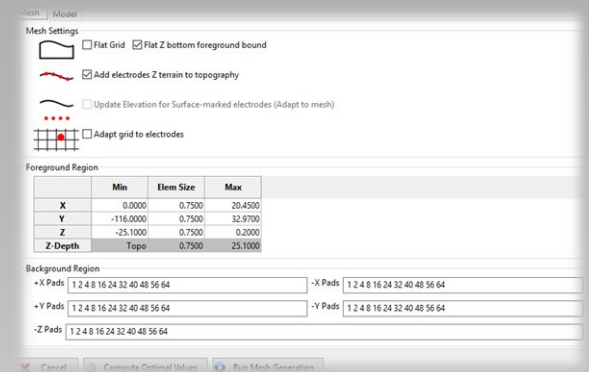 Mesh Model
Mesh Settings
Flat Grid Flat Z bottom foreground bound
Add electrodes Z terrain to topography
Update Elevation for Surface-marked electrodes (Adapt to mesh)
Adapt grid to electrodes
Foreground Region
Min Elem Size Max
X 0.0000 0.7500 20.4500
Y -116.0000 0.7500 32.9700
Z -25.1000 0.7500 0.2000
Z-Depth Topo 0.7500 25.1000
Background Region
+X Pads 1 2 4 8 16 24 32 40 48 56 64 -X Pads 1 2 4 8 16 24 32 40 48 56 64
+Y Pads 1 2 4 8 16 24 32 40 48 56 64 -Y Pads 1 2 4 8 16 24 32 40 48 56 64
-Z Pads 1 2 4 8 16 24 32 40 48 56 64
Cancel Compute Optimal Values Run Mesh Generation